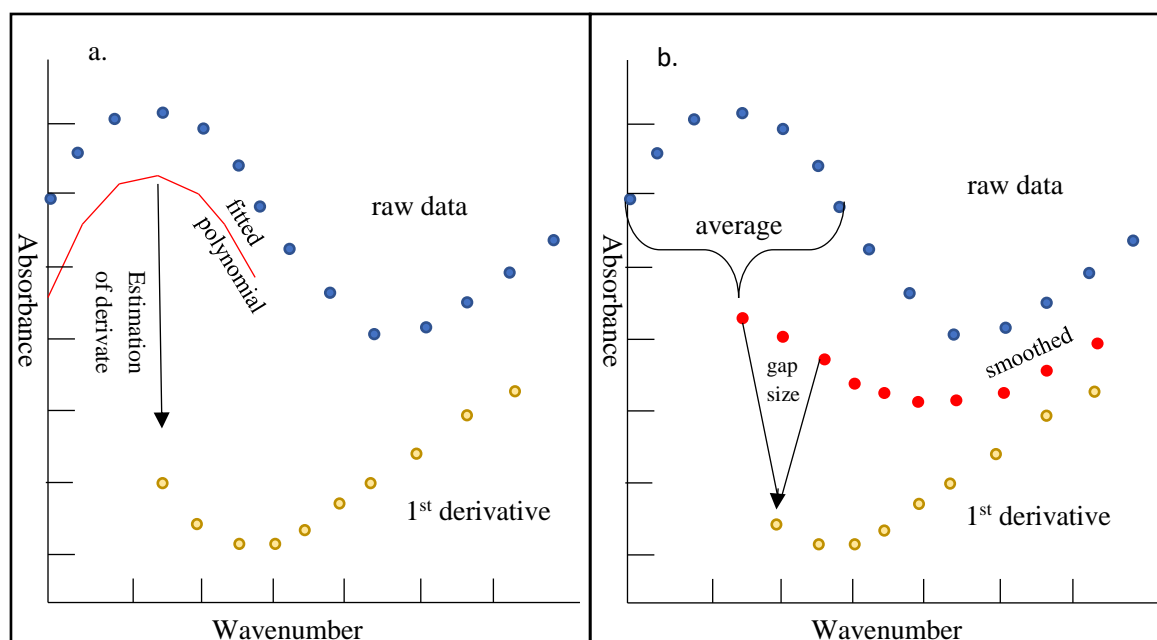 a.
raw data
fitted
polynomial
Estimation
of derivate
Absorbance
1st derivative
Wavenumber
b.
raw data
average
Absorbance
gap
size
smoothed
1st derivative
Wavenumber